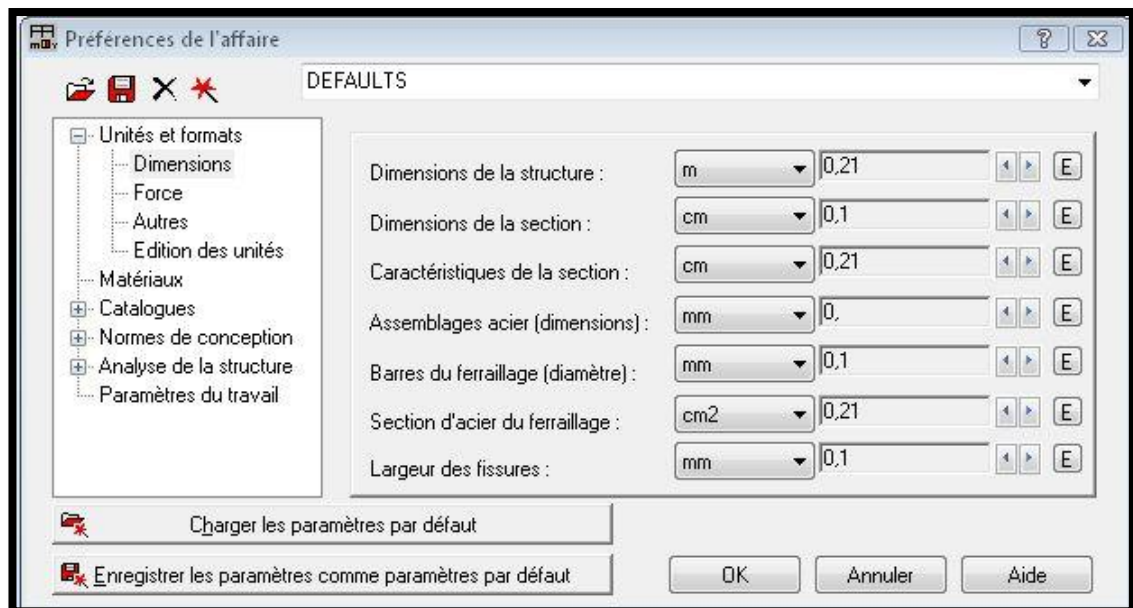 Préférences de l'affaire
DEFAULTS
Unités et formats
Dimensions
Force
Autres
Edition des unités
Matériaux
Catalogues
Normes de conception
Analyse de la structure
Paramètres du travail
Dimensions de la structure : m 0,21 E
Dimensions de la section : cm 0,1 E
Caractéristiques de la section : cm 0,21 E
Assemblages acier (dimensions) : mm 0, E
Barres du ferraillage (diamètre) : mm 0,1 E
Section d'acier du ferraillage : cm2 0,21 E
Largeur des fissures : mm 0,1 E
Charger les paramètres par défaut
Enregistrer les paramètres comme paramètres par défaut
OK Annuler Aide